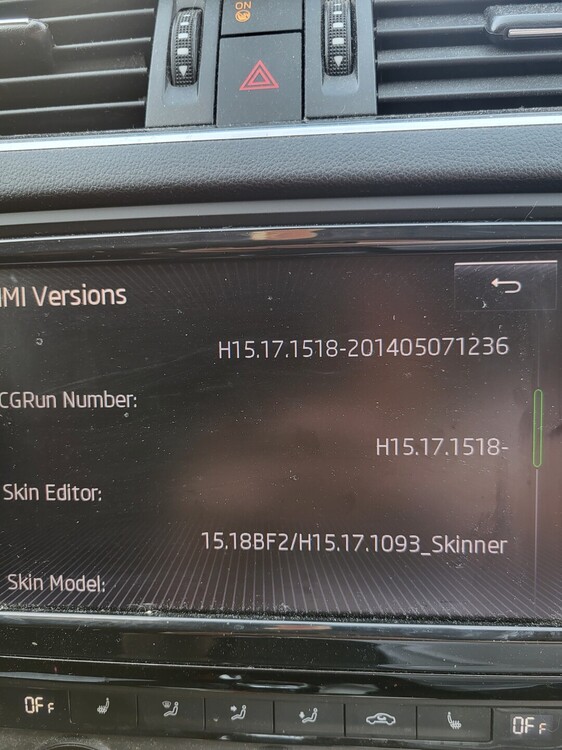 NO
MI Versions
H15.17.1518-201405071236
CGRun Number:
H15.17.1518-
Skin Editor:
15.18BF2/H15.17.1093_Skinner
Skin Model:
OFF
OFF